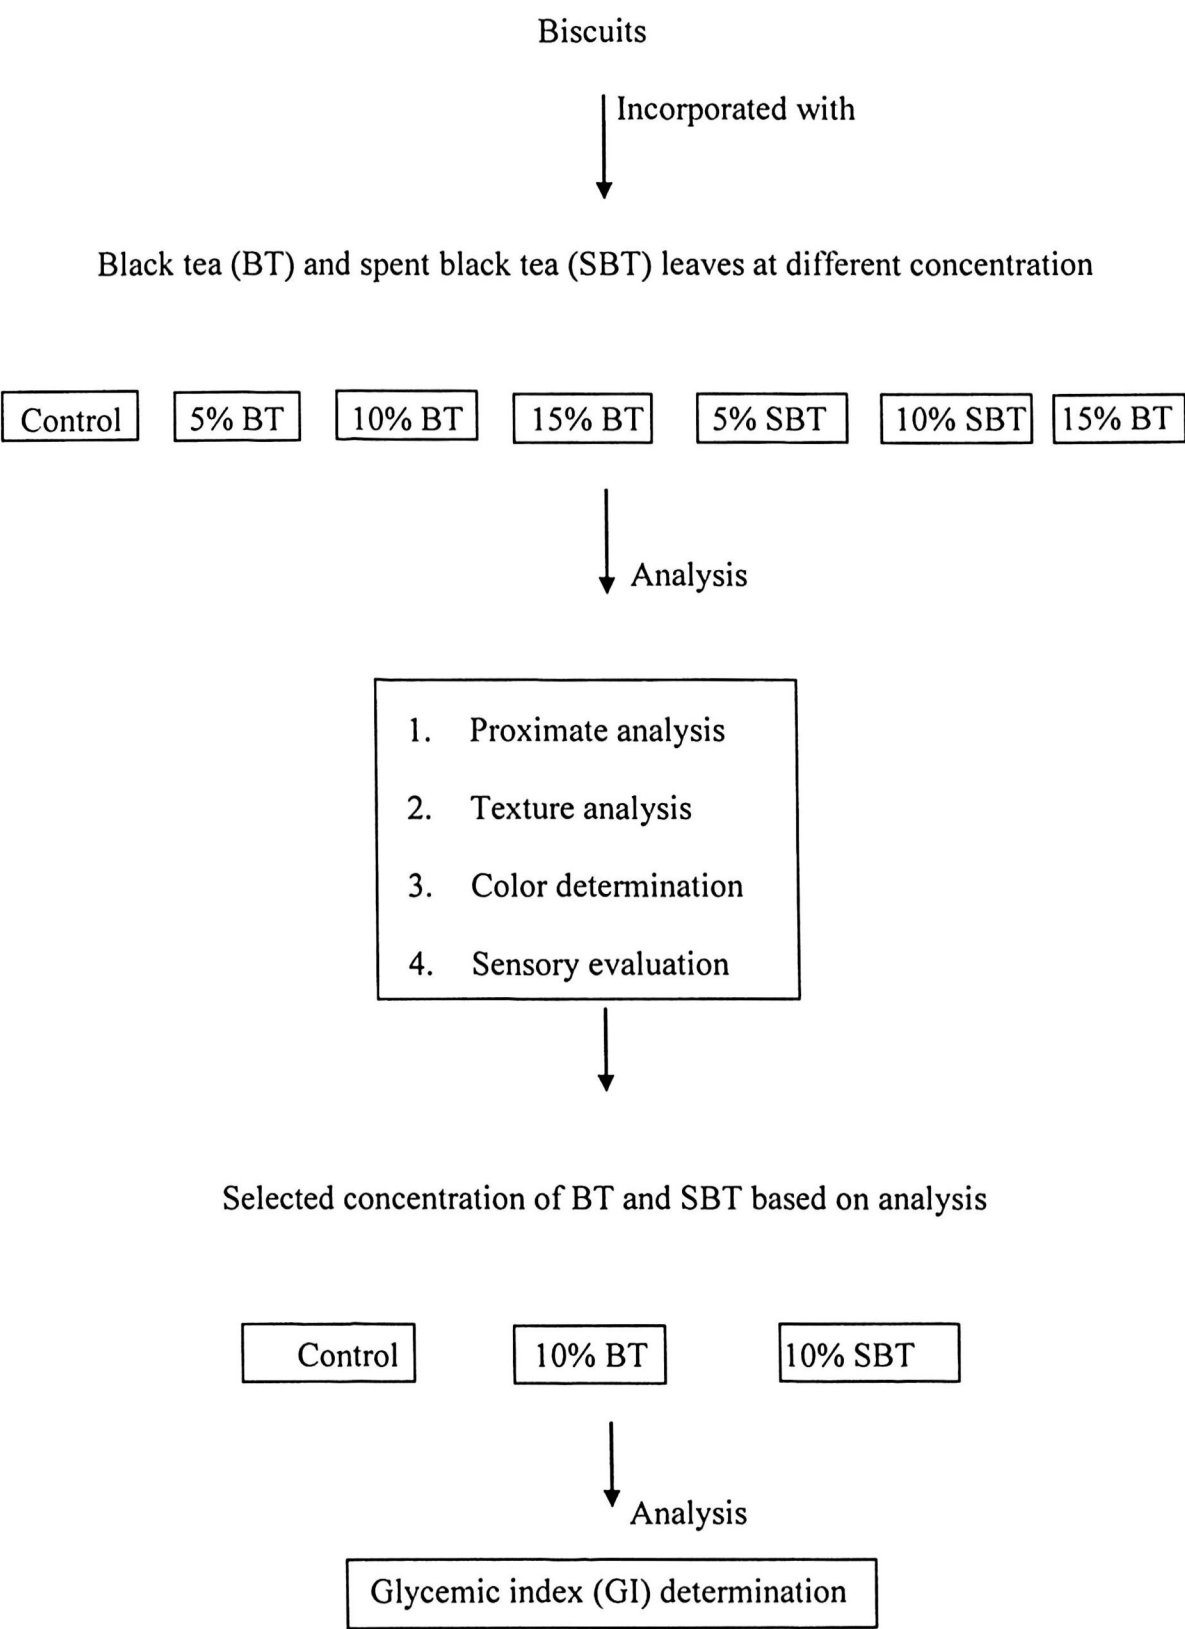 Biscuits
Incorporated with
Black tea (BT) and spent black tea (SBT) leaves at different concentration
Control 5% BT 10% BT 15% BT 5% SBT 10% SBT 15% BT
Analysis
1. Proximate analysis
2. Texture analysis
3. Color determination
4. Sensory evaluation
Selected concentration of BT and SBT based on analysis
Control 10% BT 10% SBT
Analysis
Glycemic index (GI) determination